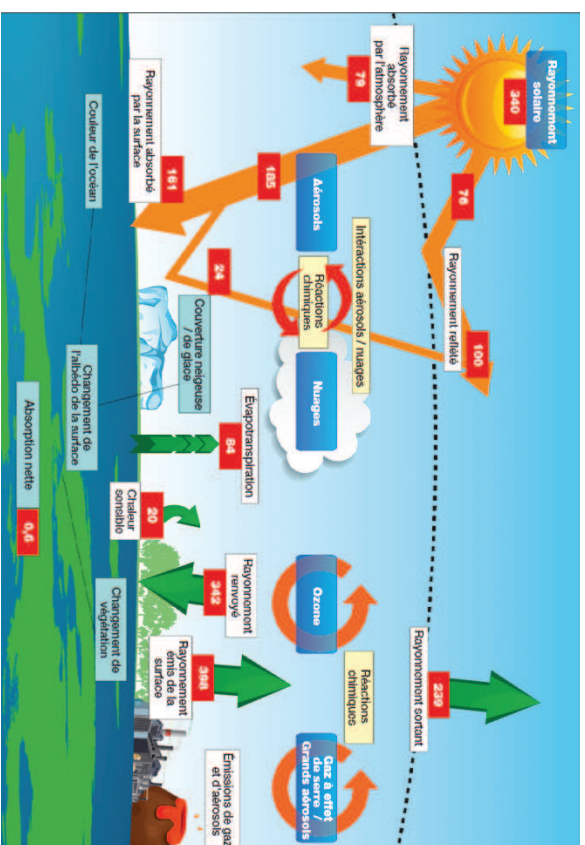 Rayonnement
solaire
340
Rayonnement
absorbé
par l'atmosphère
79
76
Rayonnement reflété
100
Rayonnement sortant
239
Intéractions aérosols / nuages
Aérosols
Réactions
chimiques
Nuages
Ozone
Réactions
chimiques
Gaz à effet
de serre /
Grands aérosols
185
24
161
Rayonnement absorbé
par la surface
Couverture neigeuse
/ de glace
84
Évapotranspiration
20
Chaleur
sensible
342
Rayonnement
renvoyé
398
Rayonnement
émis de la
surface
Émissions de gaz
et d'aérosols
Couleur de l'océan
Changement de
l'albédo de la surface
Changement de
végétation
Absorption nette
0,6